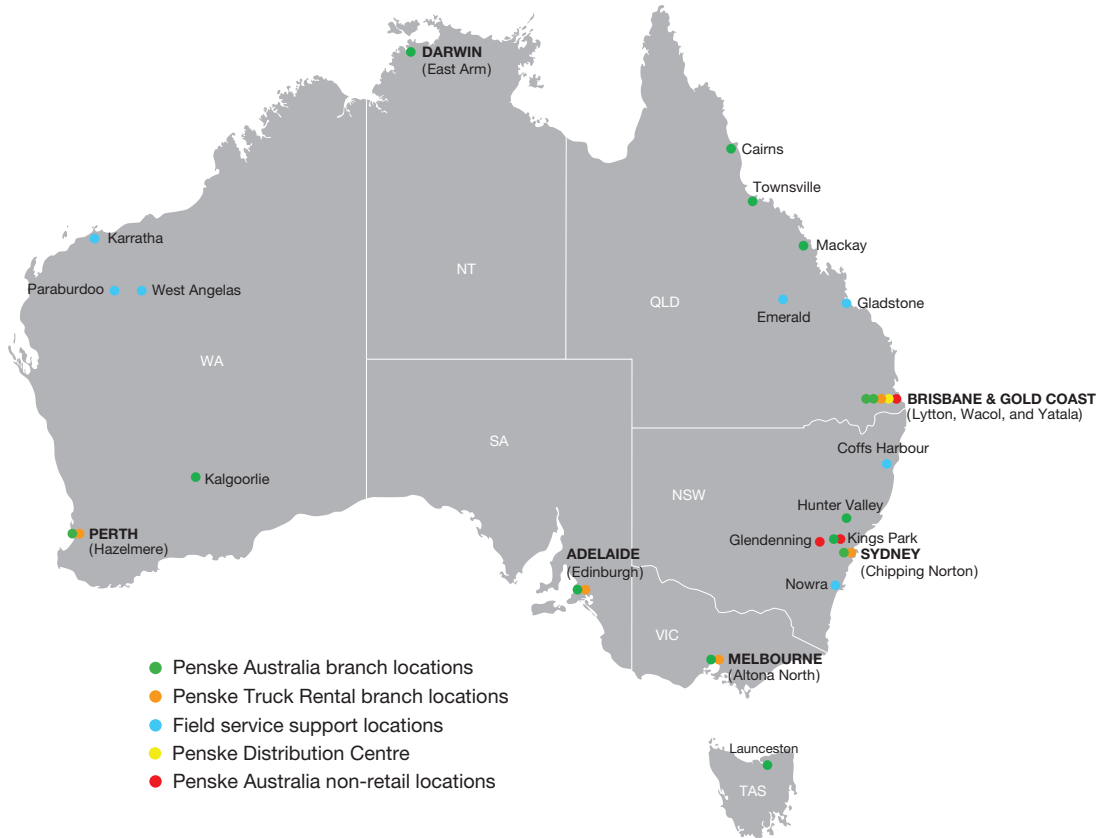 DARWIN
(East Arm)
Cairns
Townsville
Karratha
Mackay
NT
Paraburdoo
West Angelas
QLD
Gladstone
Emerald
WA
BRISBANE & GOLD COAST
(Lytton, Wacol, and Yatala)
SA
Coffs Harbour
Kalgoorlie
NSW
Hunter Valley
PERTH
(Hazelmere)
Glendenning
Kings Park
ADELAIDE
(Edinburgh)
SYDNEY
(Chipping Norton)
Nowra
VIC
MELBOURNE
(Altona North)
Penske Australia branch locations
Penske Truck Rental branch locations
Field service support locations
Penske Distribution Centre
Penske Australia non-retail locations
Launceston
TAS